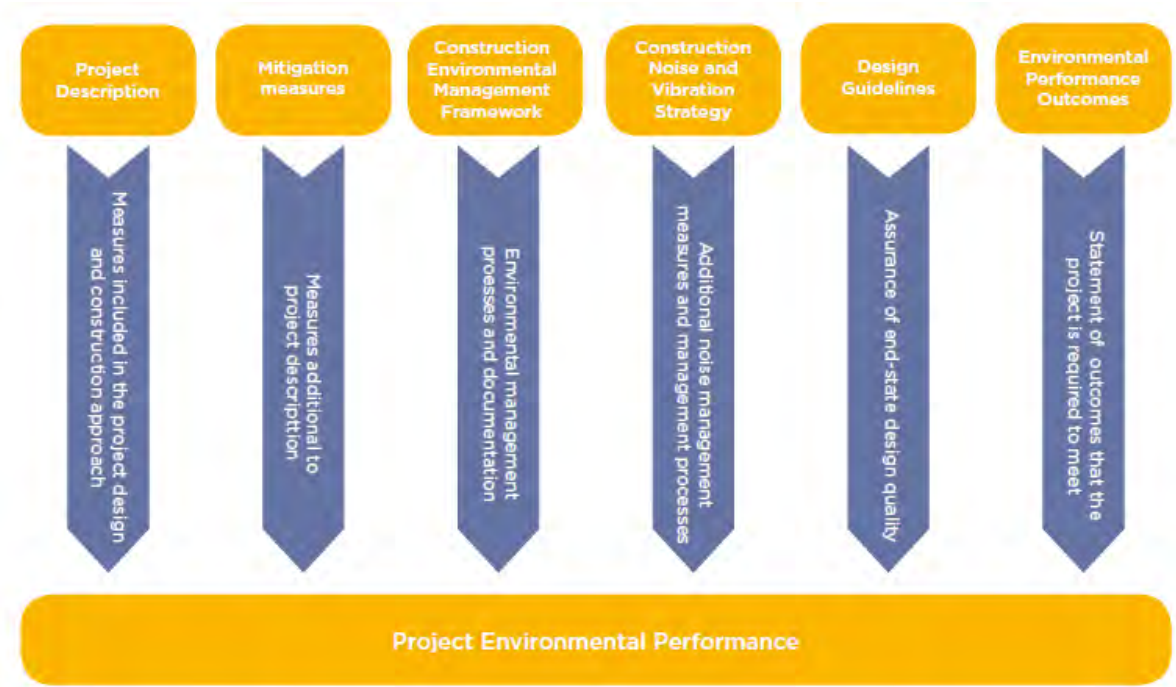 Project
Description
Mitigation
measures
Construction
Environmental
Management
Framework
Construction
Noise and
Vibration
Strategy
Design
Guidelines
Environmental
Performance
Outcomes
Measures included in the project design
and construction approach
Measures additional to
project descripttion
Environmental management
proesses and documentation
Additional noise management
measures and management processes
Assurance of end-state design quality
Statement of outcomes that the
project is required to meet
Project Environmental Performance